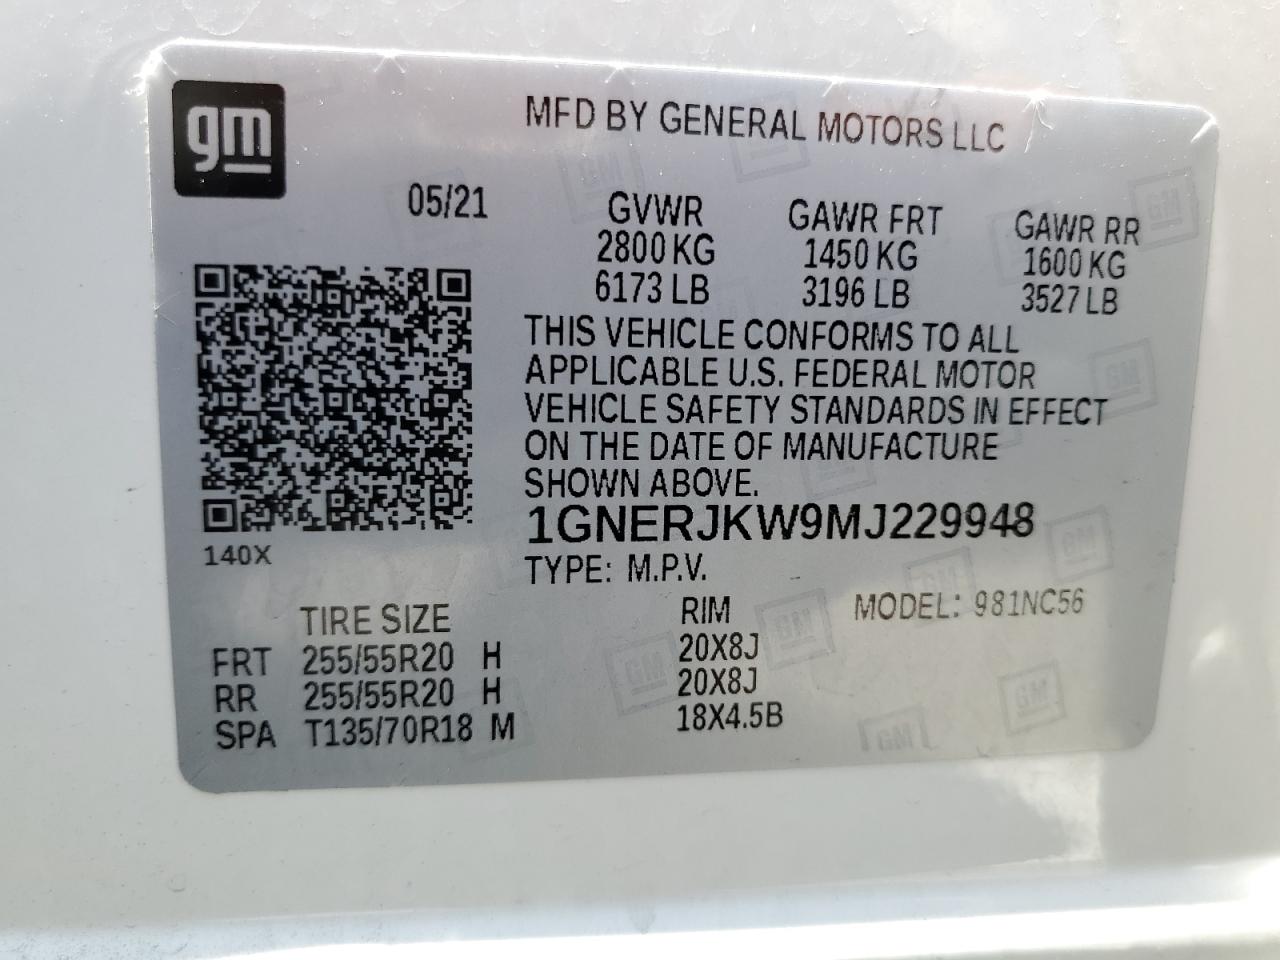 gm
MFD BY GENERAL MOTORS LLC
05/21
GVWR GAWR FRT GAWR RR
2800 KG 1450 KG 1600 KG
6173 LB 3196 LB 3527 LB
THIS VEHICLE CONFORMS TO ALL
APPLICABLE U.S. FEDERAL MOTOR
VEHICLE SAFETY STANDARDS IN EFFECT
ON THE DATE OF MANUFACTURE
SHOWN ABOVE.
1GNERJKW9MJ229948
140X
TYPE: M.P.V.
TIRE SIZE RIM MODEL: 981NC56
FRT 255/55R20 H 20X8J
RR 255/55R20 H 20X8J
SPA T135/70R18 M 18X4.5B